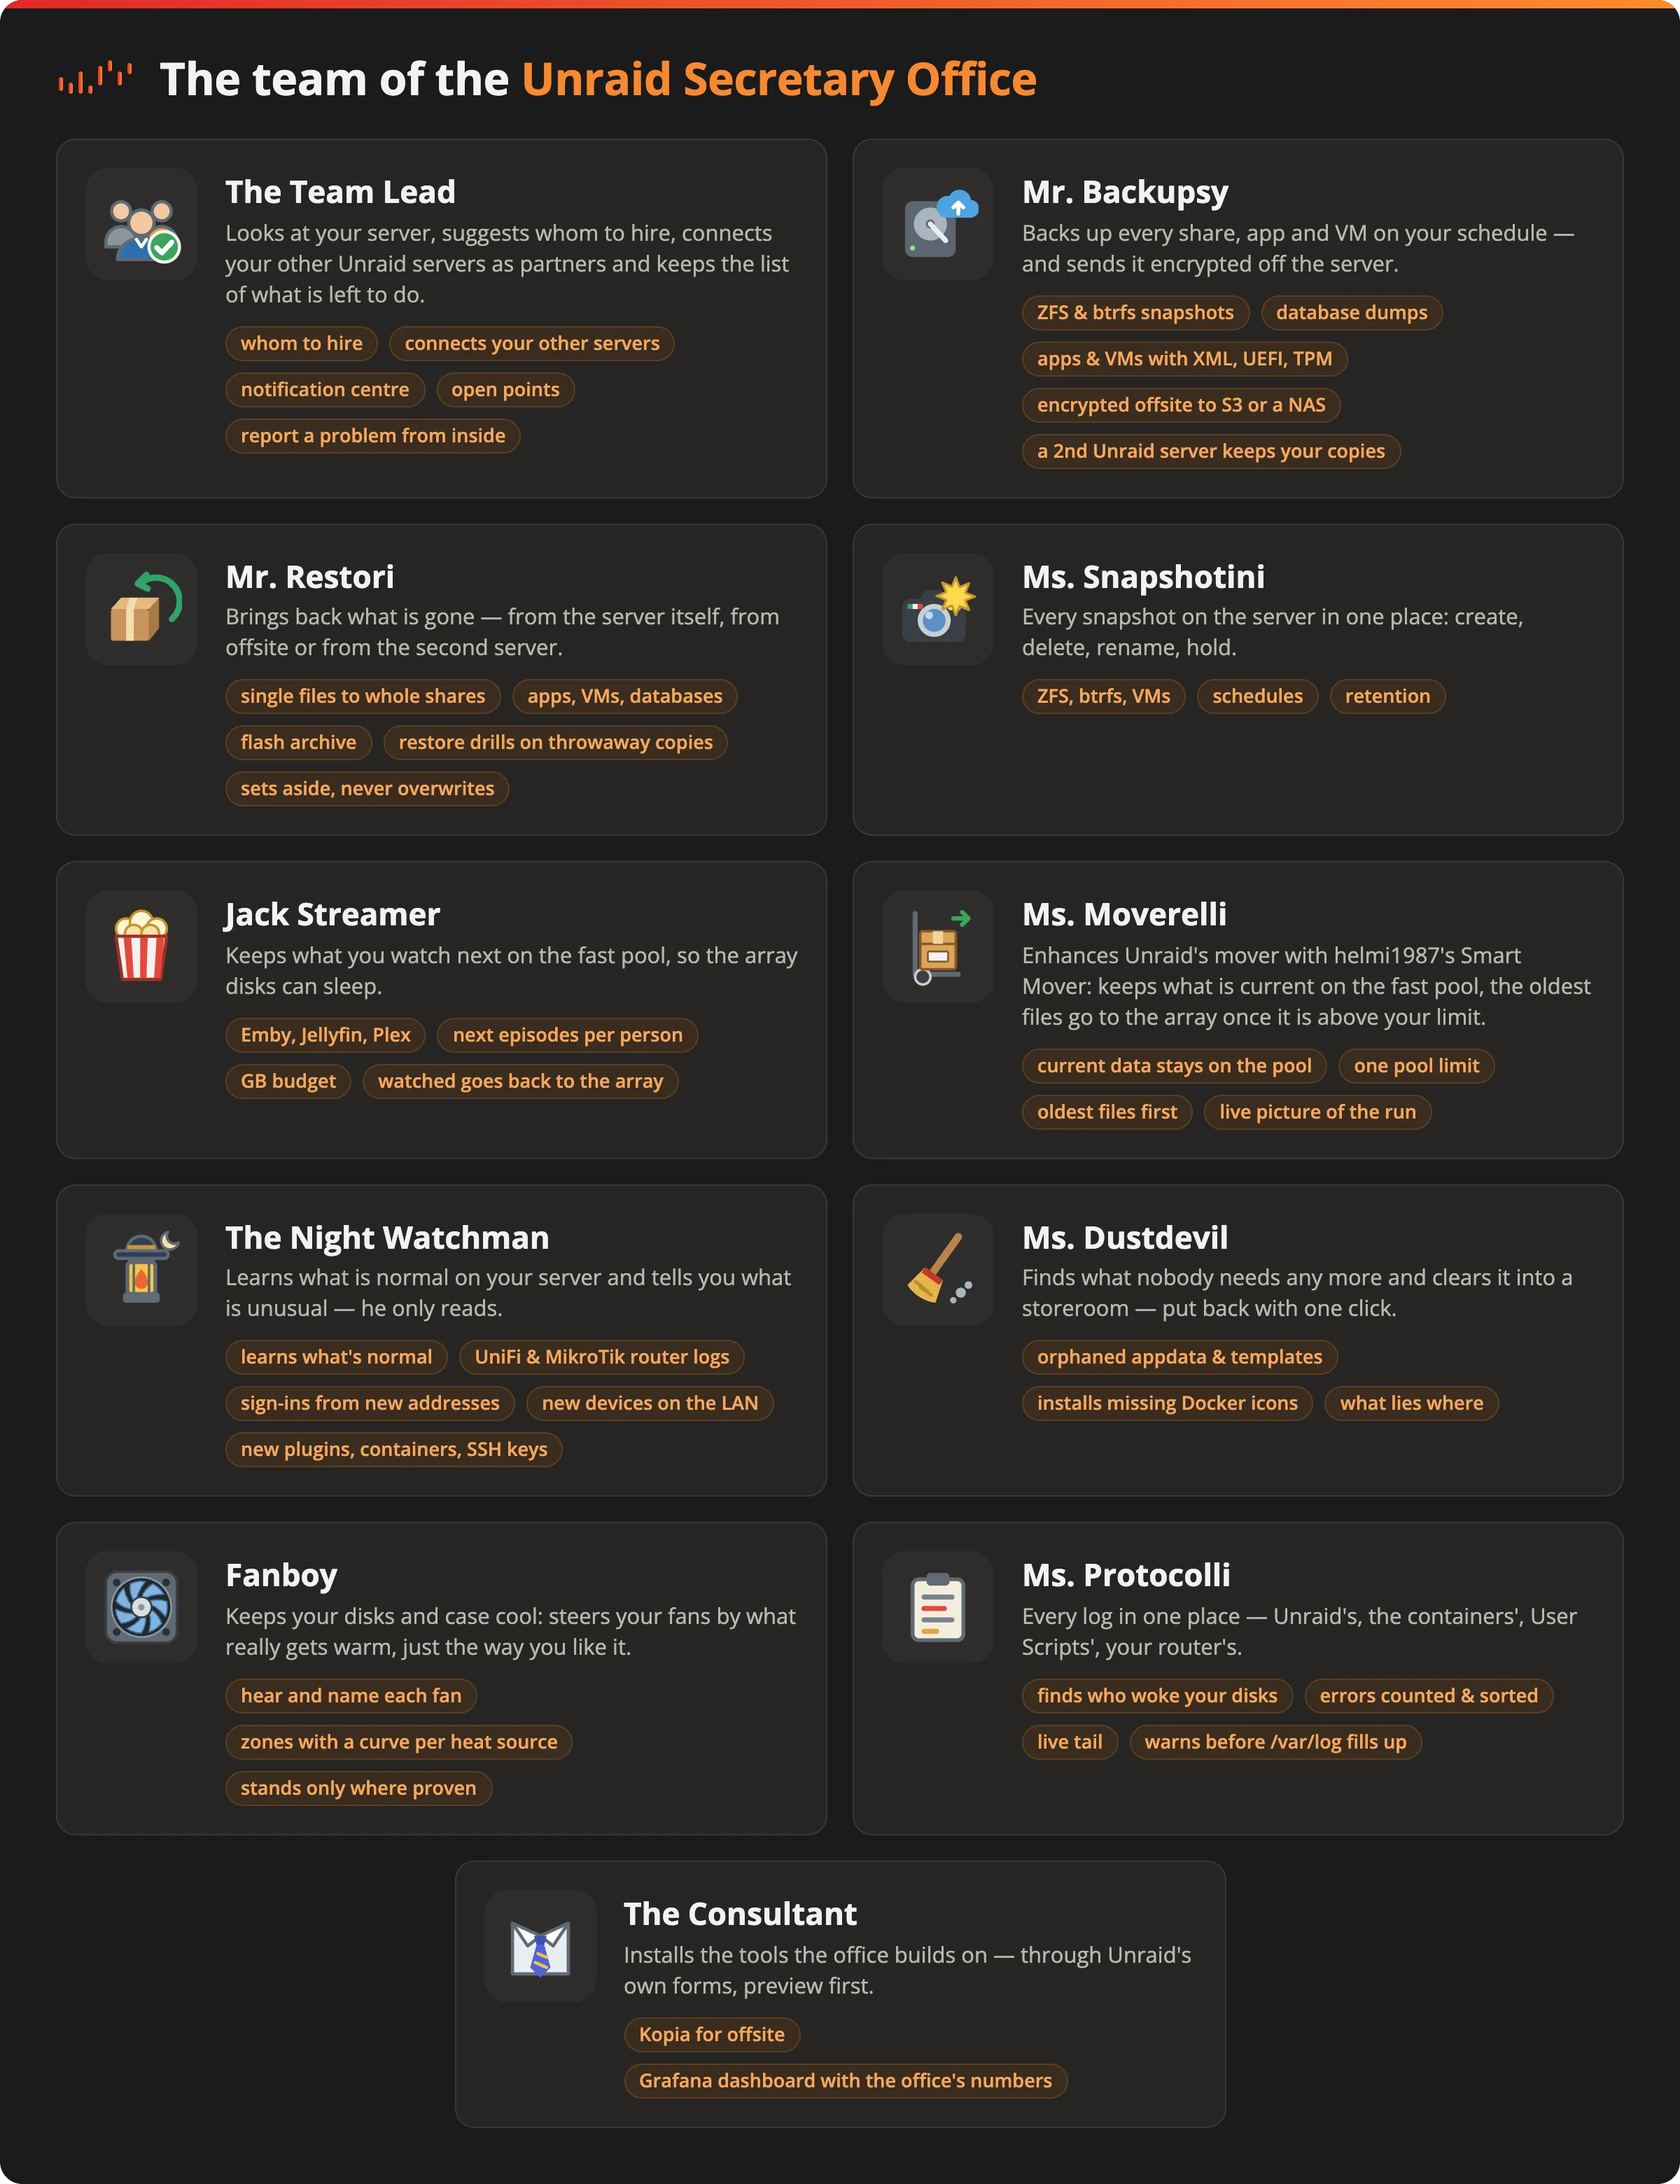 The team of the Unraid Secretary Office
The Team Lead
Looks at your server, suggests whom to hire, connects
your other Unraid servers as partners and keeps the list
of what is left to do.
whom to hire
connects your other servers
notification centre
open points
report a problem from inside
Mr. Backupsy
Backs up every share, app and VM on your schedule —
and sends it encrypted off the server.
ZFS & btrfs snapshots
database dumps
apps & VMs with XML, UEFI, TPM
encrypted offsite to S3 or a NAS
a 2nd Unraid server keeps your copies
Mr. Restori
Brings back what is gone — from the server itself, from
offsite or from the second server.
single files to whole shares
apps, VMs, databases
flash archive
restore drills on throwaway copies
sets aside, never overwrites
Ms. Snapshotini
Every snapshot on the server in one place: create,
delete, rename, hold.
ZFS, btrfs, VMs
schedules
retention
Jack Streamer
Keeps what you watch next on the fast pool, so the array
disks can sleep.
Emby, Jellyfin, Plex
next episodes per person
GB budget
watched goes back to the array
Ms. Moverelli
Enhances Unraid's mover with helmi1987's Smart
Mover: keeps what is current on the fast pool, the oldest
files go to the array once it is above your limit.
current data stays on the pool
one pool limit
oldest files first
live picture of the run
The Night Watchman
Learns what is normal on your server and tells you what
is unusual — he only reads.
learns what's normal
UniFi & MikroTik router logs
sign-ins from new addresses
new devices on the LAN
new plugins, containers, SSH keys
Ms. Dustdevil
Finds what nobody needs any more and clears it into a
storeroom — put back with one click.
orphaned appdata & templates
installs missing Docker icons
what lies where
Fanboy
Keeps your disks and case cool: steers your fans by what
really gets warm, just the way you like it.
hear and name each fan
zones with a curve per heat source
stands only where proven
Ms. Protocolli
Every log in one place — Unraid's, the containers', User
Scripts', your router's.
finds who woke your disks
errors counted & sorted
live tail
warns before /var/log fills up
The Consultant
Installs the tools the office builds on — through Unraid's
own forms, preview first.
Kopia for offsite
Grafana dashboard with the office's numbers